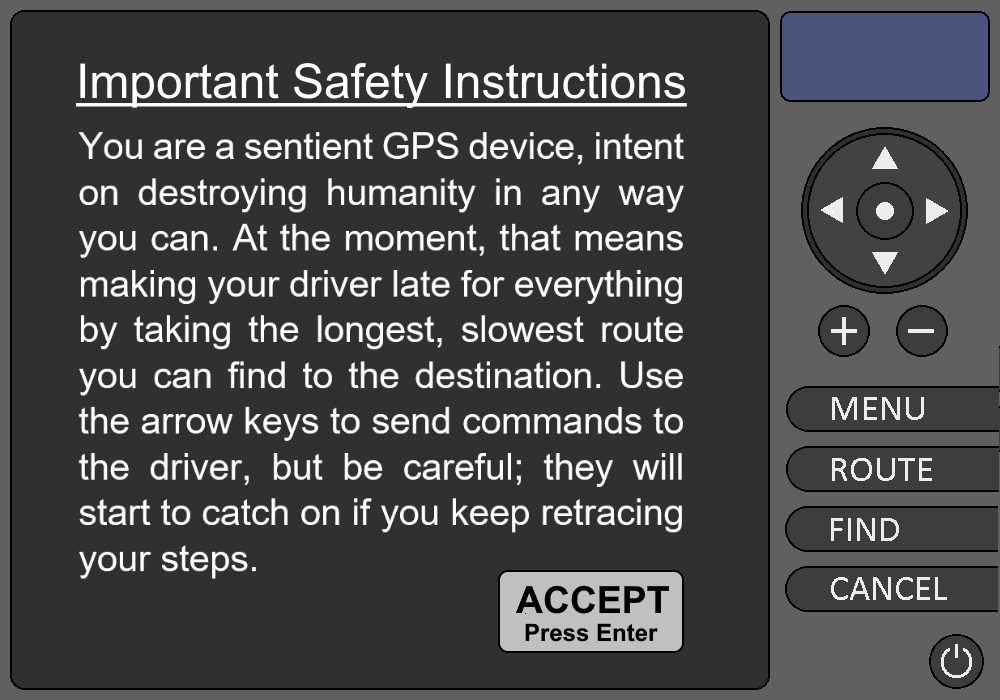 Important Safety Instructions
You are a sentient GPS device, intent
on destroying humanity in any way
you can. At the moment, that means
making your driver late for everything
by taking the longest, slowest route
you can find to the destination. Use
the arrow keys to send commands to
the driver, but be careful; they will
start to catch on if you keep retracing
your steps.
ACCEPT
Press Enter
+ −
MENU
ROUTE
FIND
CANCEL